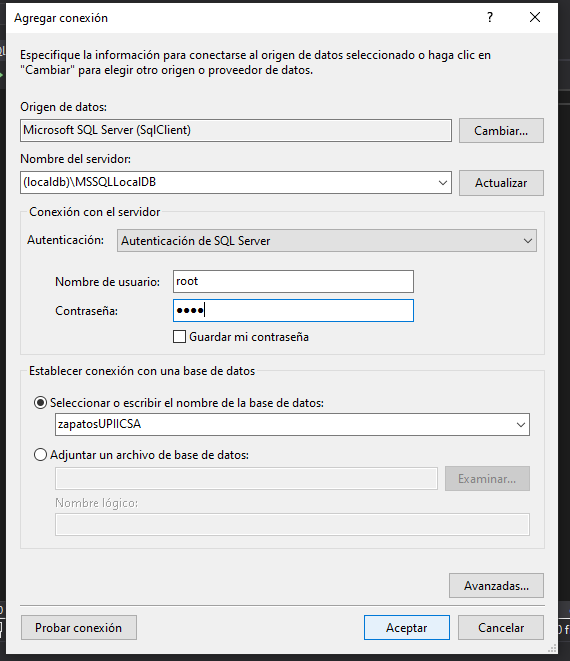 Agregar conexión
Especifique la información para conectarse al origen de datos seleccionado o haga clic en
"Cambiar" para elegir otro origen o proveedor de datos.
Origen de datos:
Microsoft SQL Server (SqlClient)
Cambiar...
Nombre del servidor:
(localdb)\MSSQLLocalDB
Actualizar
Conexión con el servidor
Autenticación:
Autenticación de SQL Server
Nombre de usuario:
root
Contraseña:
●●●●
Guardar mi contraseña
Establecer conexión con una base de datos
Seleccionar o escribir el nombre de la base de datos:
zapatosUPIICSA
Adjuntar un archivo de base de datos:
Examinar...
Nombre lógico:
Avanzadas...
Probar conexión
Aceptar
Cancelar